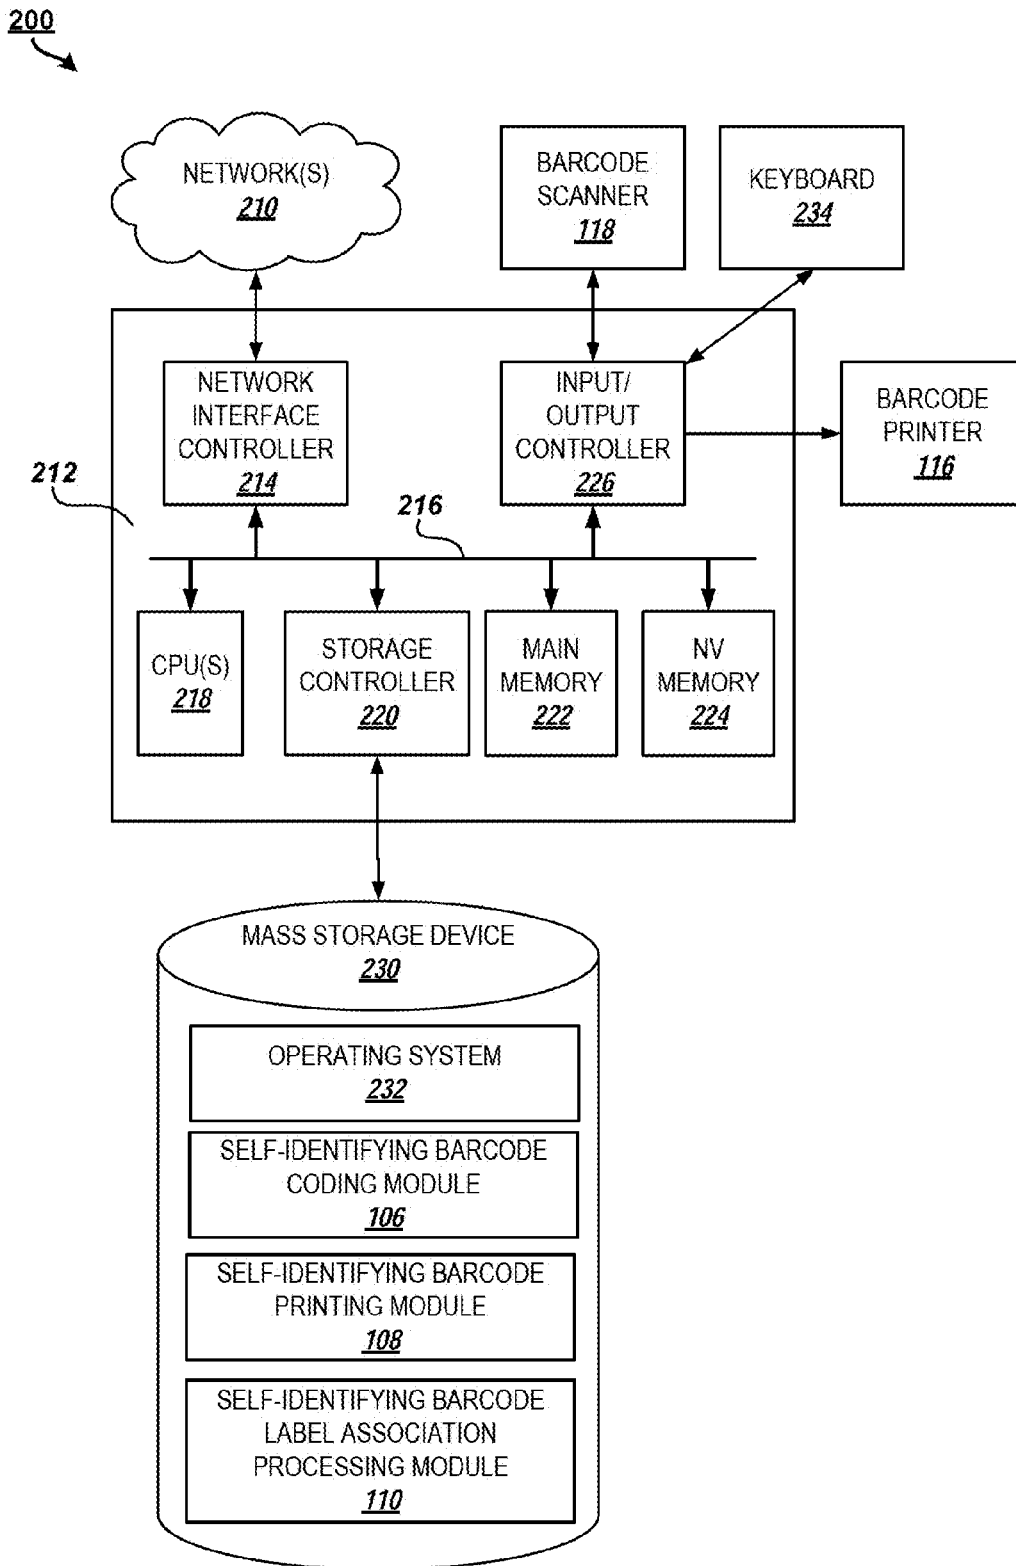 200
NETWORK(S)
210
BARCODE
SCANNER
118
KEYBOARD
234
NETWORK
INTERFACE
CONTROLLER
214
INPUT/
OUTPUT
CONTROLLER
226
BARCODE
PRINTER
116
212
216
CPU(S)
218
STORAGE
CONTROLLER
220
MAIN
MEMORY
222
NV
MEMORY
224
MASS STORAGE DEVICE
230
OPERATING SYSTEM
232
SELF-IDENTIFYING BARCODE
CODING MODULE
106
SELF-IDENTIFYING BARCODE
PRINTING MODULE
108
SELF-IDENTIFYING BARCODE
LABEL ASSOCIATION
PROCESSING MODULE
110